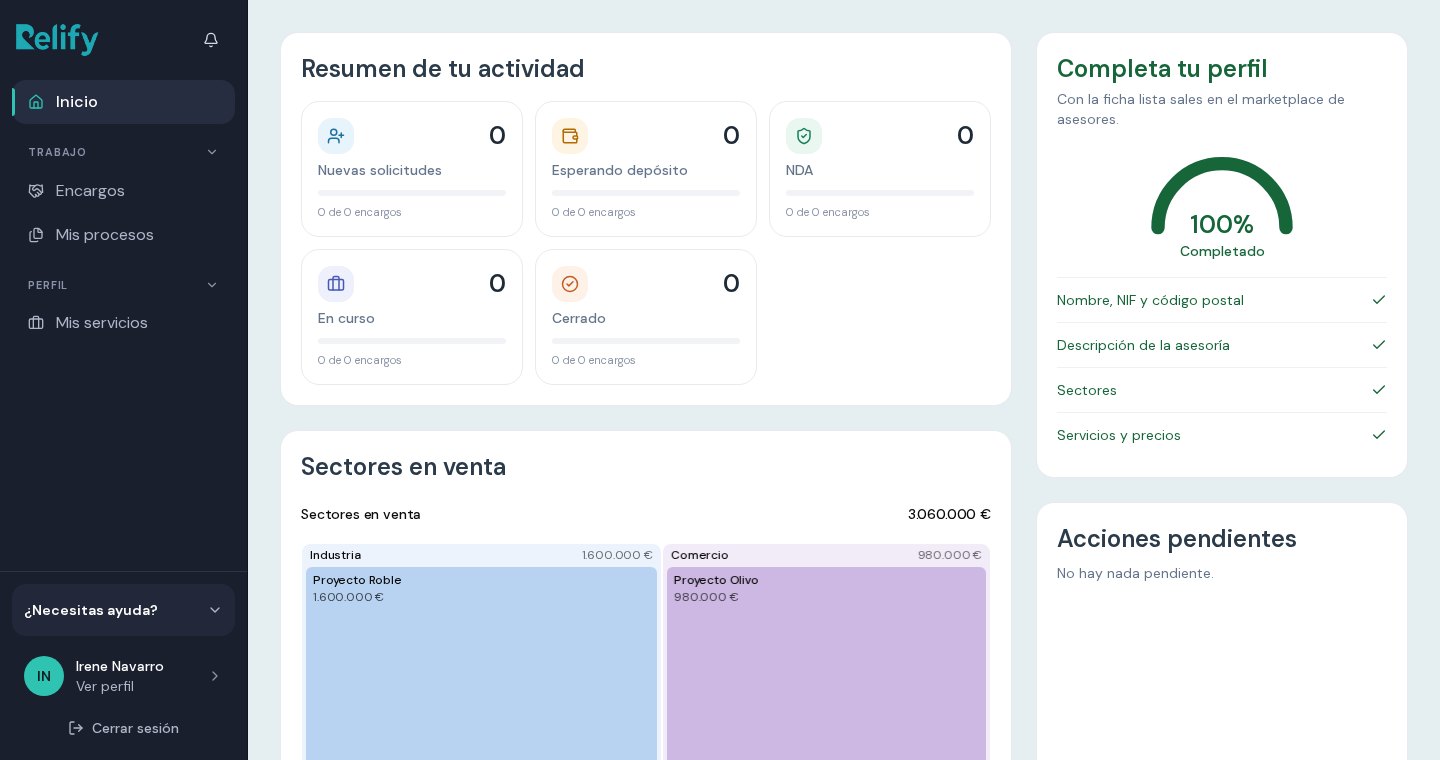 Relify
Inicio
TRABAJO
Encargos
Mis procesos
PERFIL
Mis servicios
¿Necesitas ayuda?
IN
Irene Navarro
Ver perfil
Cerrar sesión
Resumen de tu actividad
0
Nuevas solicitudes
0 de 0 encargos
0
Esperando depósito
0 de 0 encargos
0
NDA
0 de 0 encargos
0
En curso
0 de 0 encargos
0
Cerrado
0 de 0 encargos
Sectores en venta
Sectores en venta 3.060.000 €
Industria 1.600.000 €
Proyecto Roble
1.600.000 €
Comercio 980.000 €
Proyecto Olivo
980.000 €
Completa tu perfil
Con la ficha lista sales en el marketplace de
asesores.
100%
Completado
Nombre, NIF y código postal
Descripción de la asesoría
Sectores
Servicios y precios
Acciones pendientes
No hay nada pendiente.